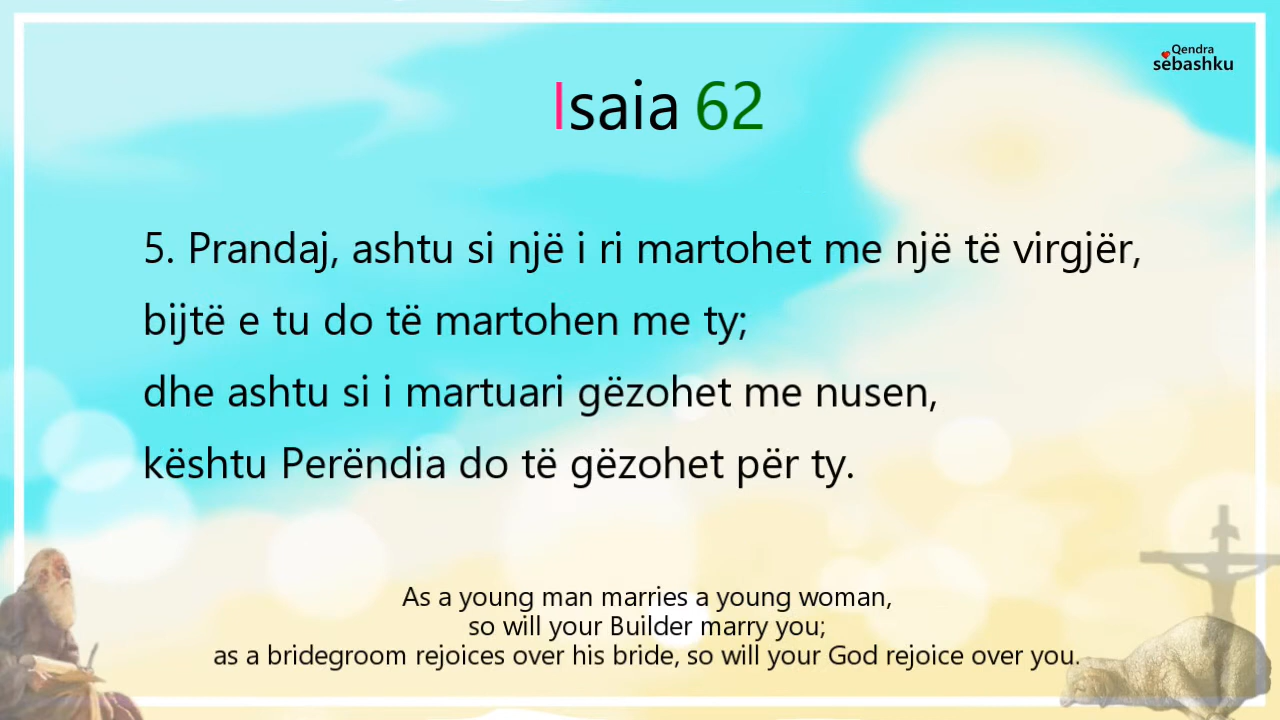 Qendra
sëbashku
Isaia 62
5. Prandaj, ashtu si një i ri martohet me një të virgjër,
bijtë e tu do të martohen me ty;
dhe ashtu si i martuari gëzohet me nusen,
kështu Perëndia do të gëzohet për ty.
As a young man marries a young woman,
so will your Builder marry you;
as a bridegroom rejoices over his bride, so will your God rejoice over you.